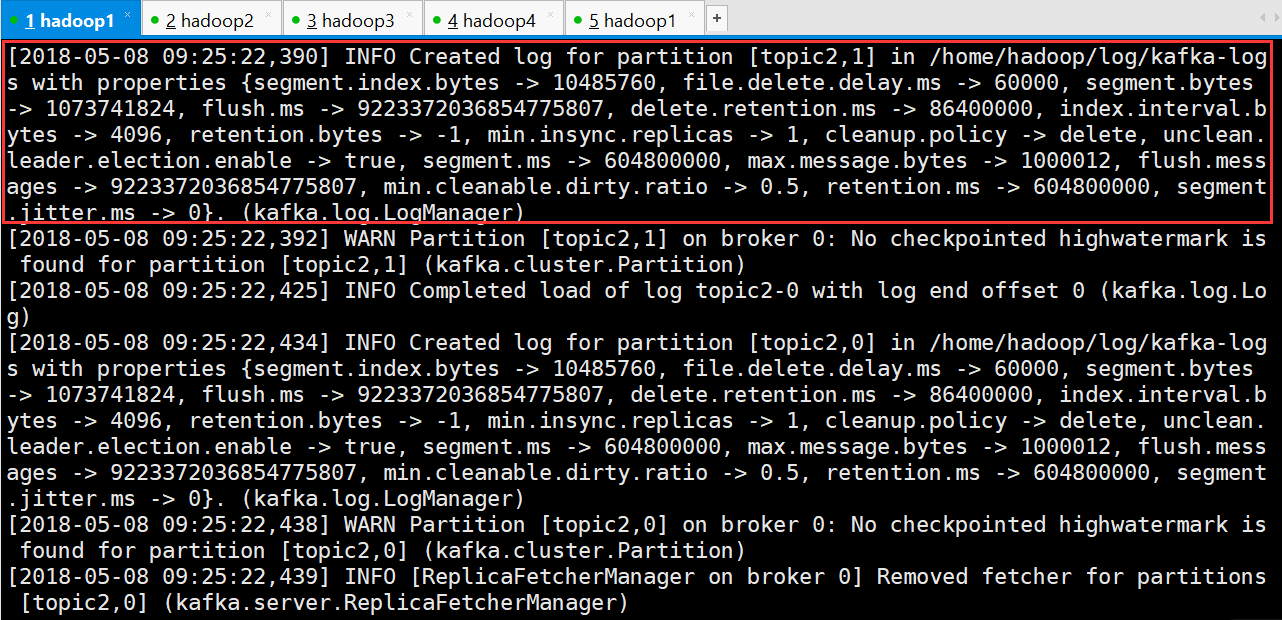 1 hadoop1 × 2 hadoop2 × 3 hadoop3 × 4 hadoop4 × 5 hadoop1 × +
[2018-05-08 09:25:22,390] INFO Created log for partition [topic2,1] in /home/hadoop/log/kafka-log
s with properties {segment.index.bytes -> 10485760, file.delete.delay.ms -> 60000, segment.bytes
-> 1073741824, flush.ms -> 9223372036854775807, delete.retention.ms -> 86400000, index.interval.b
ytes -> 4096, retention.bytes -> -1, min.insync.replicas -> 1, cleanup.policy -> delete, unclean.
leader.election.enable -> true, segment.ms -> 604800000, max.message.bytes -> 1000012, flush.mess
ages -> 9223372036854775807, min.cleanable.dirty.ratio -> 0.5, retention.ms -> 604800000, segment
.jitter.ms -> 0}. (kafka.log.LogManager)
[2018-05-08 09:25:22,392] WARN Partition [topic2,1] on broker 0: No checkpointed highwatermark is
found for partition [topic2,1] (kafka.cluster.Partition)
[2018-05-08 09:25:22,425] INFO Completed load of log topic2-0 with log end offset 0 (kafka.log.Lo
g)
[2018-05-08 09:25:22,434] INFO Created log for partition [topic2,0] in /home/hadoop/log/kafka-log
s with properties {segment.index.bytes -> 10485760, file.delete.delay.ms -> 60000, segment.bytes
-> 1073741824, flush.ms -> 9223372036854775807, delete.retention.ms -> 86400000, index.interval.b
ytes -> 4096, retention.bytes -> -1, min.insync.replicas -> 1, cleanup.policy -> delete, unclean.
leader.election.enable -> true, segment.ms -> 604800000, max.message.bytes -> 1000012, flush.mess
ages -> 9223372036854775807, min.cleanable.dirty.ratio -> 0.5, retention.ms -> 604800000, segment
.jitter.ms -> 0}. (kafka.log.LogManager)
[2018-05-08 09:25:22,438] WARN Partition [topic2,0] on broker 0: No checkpointed highwatermark is
found for partition [topic2,0] (kafka.cluster.Partition)
[2018-05-08 09:25:22,439] INFO [ReplicaFetcherManager on broker 0] Removed fetcher for partitions
[topic2,0] (kafka.server.ReplicaFetcherManager)